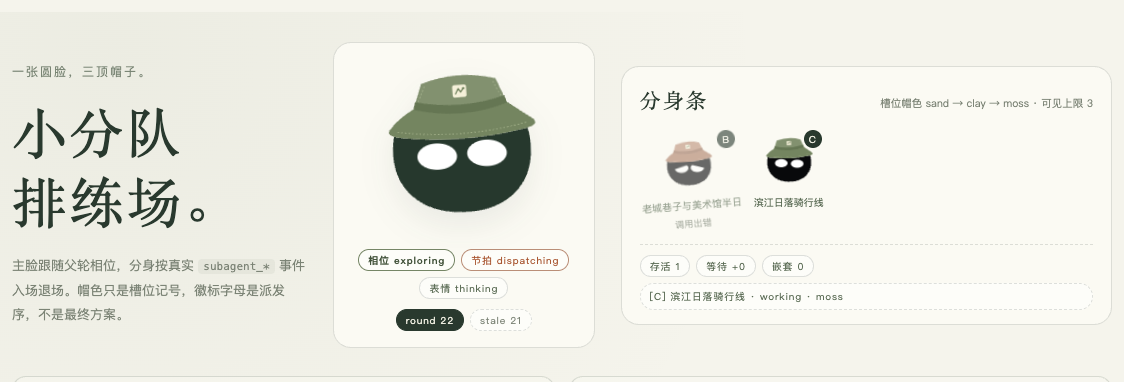 一张圆脸，三顶帽子。
小分队
排练场。
主脸跟随父轮相位，分身按真实 subagent_* 事件
入场退场。帽色只是槽位记号，徽标字母是派发
序，不是最终方案。
相位 exploring
节拍 dispatching
表情 thinking
round 22
stale 21
分身条
槽位帽色 sand → clay → moss · 可见上限 3
B
C
老城巷子与美术馆半日
调用出错
滨江日落骑行线
存活 1
等待 +0
嵌套 0
[C] 滨江日落骑行线 · working · moss